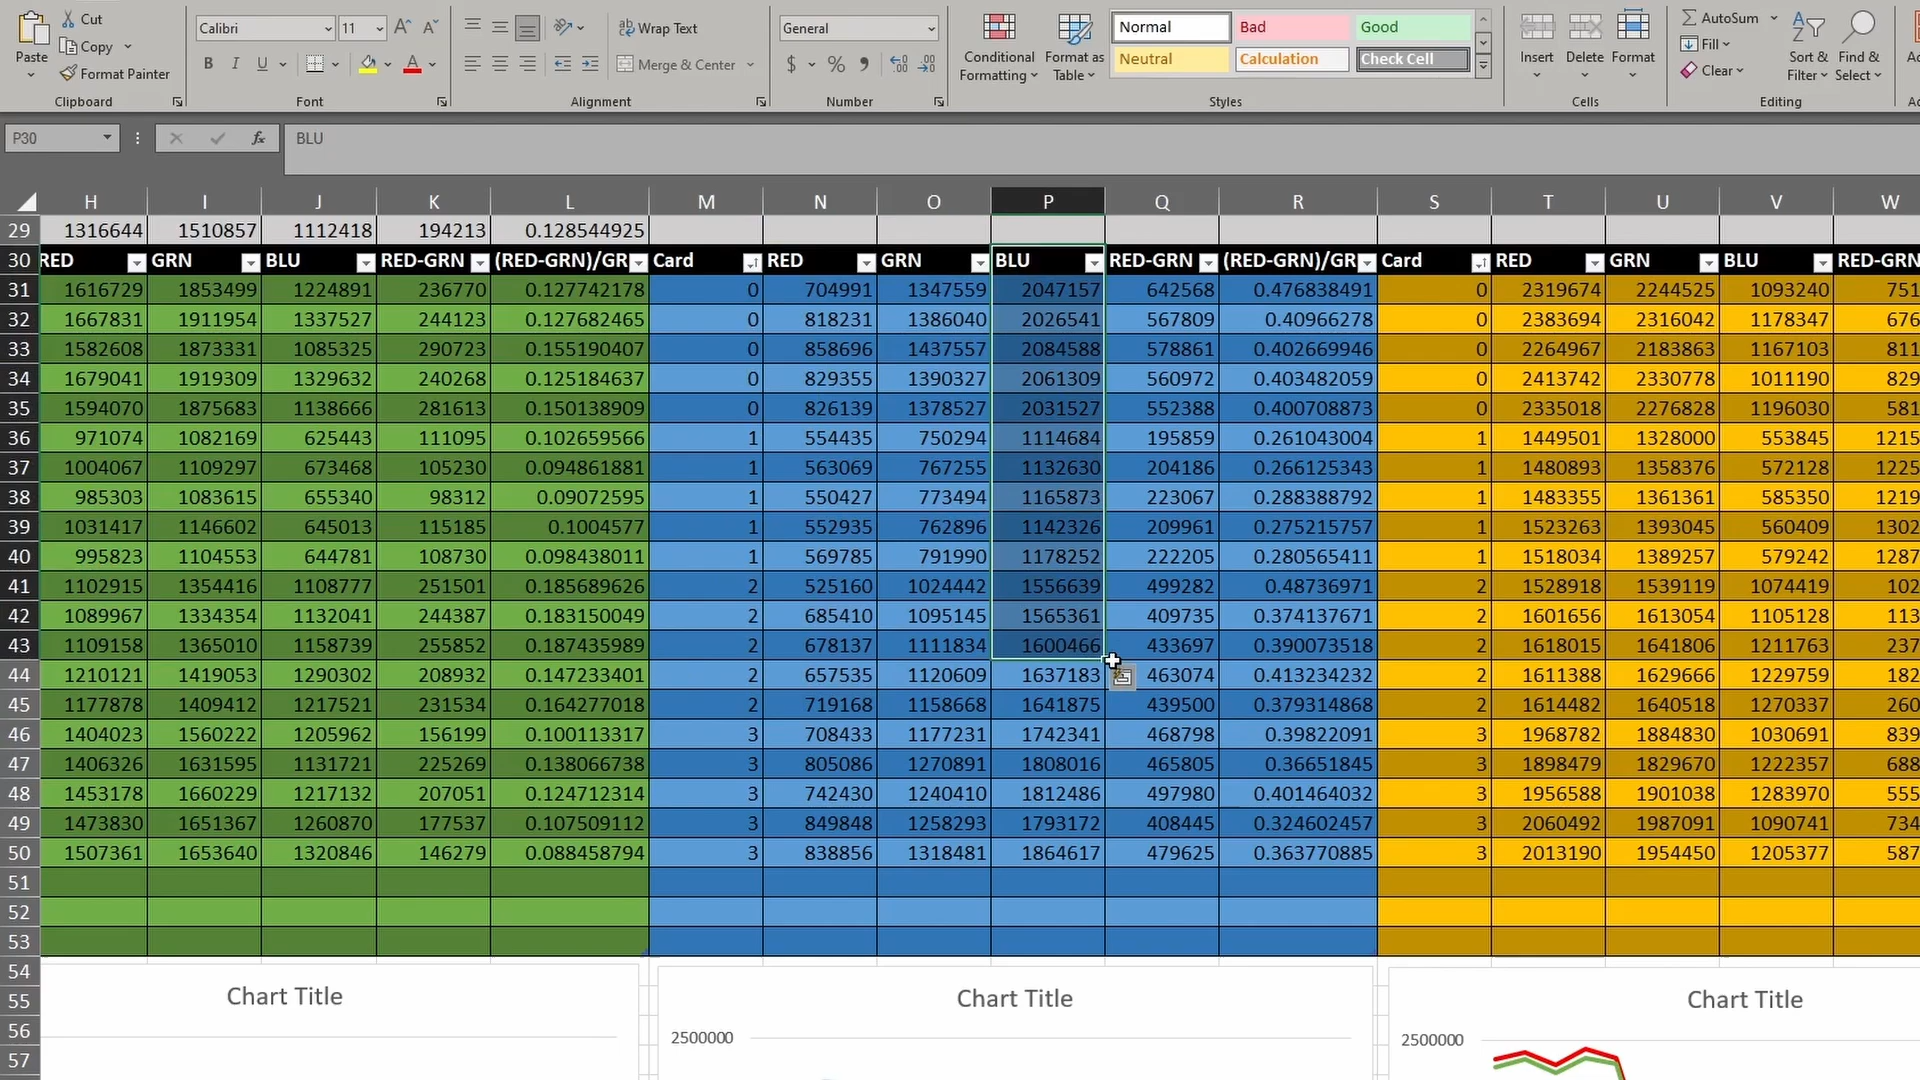 Cut
Copy
Format Painter
Paste
Clipboard
Calibri 11 A A
B I U A
Font
ab Wrap Text
Merge & Center
Alignment
General
$ % 9
Number
Conditional Formatting
Format as Table
Normal Bad Good
Neutral Calculation Check Cell
Styles
Insert Delete Format
Cells
AutoSum
Fill
Clear
Sort & Filter
Find & Select
Editing
P30 fx BLU
H I J K L M N O P Q R S T U V W
29 1316644 1510857 1112418 194213 0.128544925
30 RED GRN BLU RED-GRN (RED-GRN)/GR Card RED GRN BLU RED-GRN (RED-GRN)/GR Card RED GRN BLU RED-GRN
31 1616729 1853499 1224891 236770 0.127742178 0 704991 1347559 2047157 642568 0.476838491 0 2319674 2244525 1093240 751
32 1667831 1911954 1337527 244123 0.127682465 0 818231 1386040 2026541 567809 0.40966278 0 2383694 2316042 1178347 676
33 1582608 1873331 1085325 290723 0.155190407 0 858696 1437557 2084588 578861 0.402669946 0 2264967 2183863 1167103 811
34 1679041 1919309 1329632 240268 0.125184637 0 829355 1390327 2061309 560972 0.403482059 0 2413742 2330778 1011190 829
35 1594070 1875683 1138666 281613 0.150138909 0 826139 1378527 2031527 552388 0.400708873 0 2335018 2276828 1196030 581
36 971074 1082169 625443 111095 0.102659566 1 554435 750294 1114684 195859 0.261043004 1 1449501 1328000 553845 1215
37 1004067 1109297 673468 105230 0.094861881 1 563069 767255 1132630 204186 0.266125343 1 1480893 1358376 572128 1225
38 985303 1083615 655340 98312 0.09072595 1 550427 773494 1165873 223067 0.288388792 1 1483355 1361361 585350 1219
39 1031417 1146602 645013 115185 0.1004577 1 552935 762896 1142326 209961 0.275215757 1 1523263 1393045 560409 1302
40 995823 1104553 644781 108730 0.098438011 1 569785 791990 1178252 222205 0.280565411 1 1518034 1389257 579242 1287
41 1102915 1354416 1108777 251501 0.185689626 2 525160 1024442 1556639 499282 0.48736971 2 1528918 1539119 1074419 102
42 1089967 1334354 1132041 244387 0.183150049 2 685410 1095145 1565361 409735 0.374137671 2 1601656 1613054 1105128 113
43 1109158 1365010 1158739 255852 0.187435989 2 678137 1111834 1600466 433697 0.390073518 2 1618015 1641806 1211763 237
44 1210121 1419053 1290302 208932 0.147233401 2 657535 1120609 1637183 463074 0.413234232 2 1611388 1629666 1229759 182
45 1177878 1409412 1217521 231534 0.164277018 2 719168 1158668 1641875 439500 0.379314868 2 1614482 1640518 1270337 260
46 1404023 1560222 1205962 156199 0.100113317 3 708433 1177231 1742341 468798 0.39822091 3 1968782 1884830 1030691 839
47 1406326 1631595 1131721 225269 0.138066738 3 805086 1270891 1808016 465805 0.36651845 3 1898479 1829670 1222357 688
48 1453178 1660229 1217132 207051 0.124712314 3 742430 1240410 1812486 497980 0.401464032 3 1956588 1901038 1283970 555
49 1473830 1651367 1260870 177537 0.107509112 3 849848 1258293 1793172 408445 0.324602457 3 2060492 1987091 1090741 734
50 1507361 1653640 1320846 146279 0.088458794 3 838856 1318481 1864617 479625 0.363770885 3 2013190 1954450 1205377 587
51
52
53
54
55 Chart Title Chart Title Chart Title
56 2500000 2500000
57